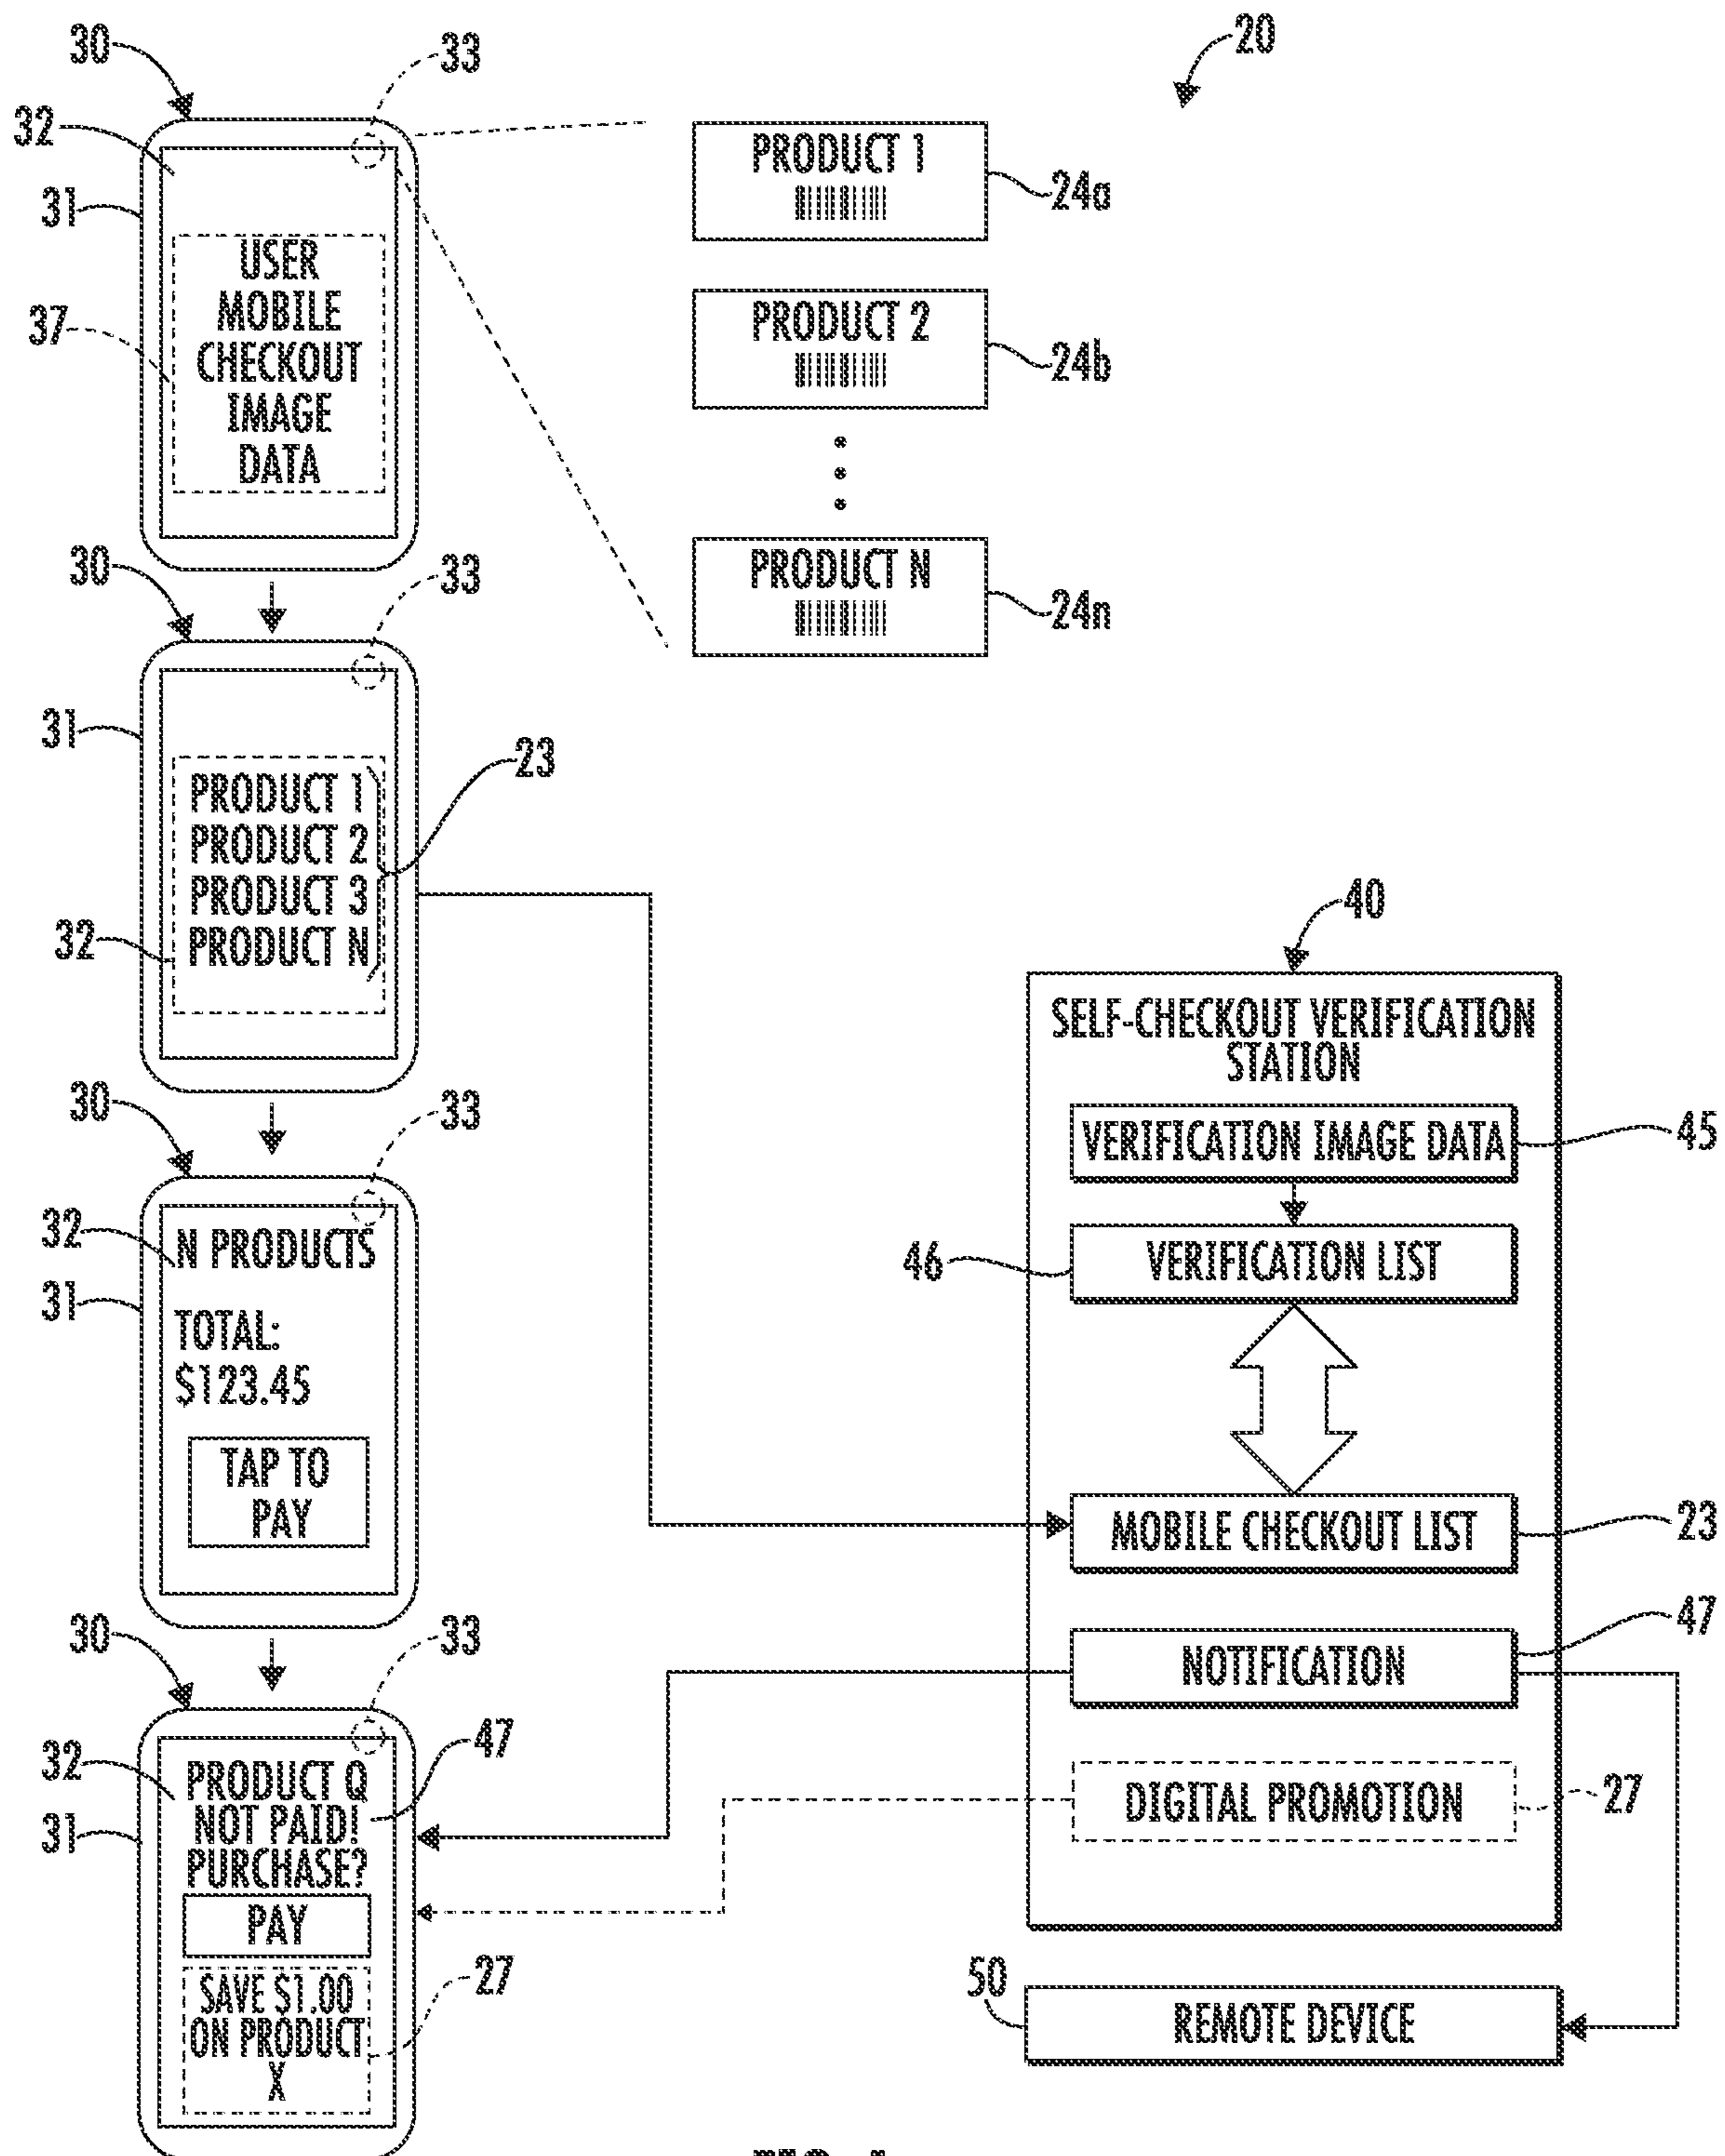 30
33
20
32
31
37
USER
MOBILE
CHECKOUT
IMAGE
DATA
PRODUCT 1
24a
PRODUCT 2
24b
PRODUCT N
24n
30
33
31
23
PRODUCT 1
PRODUCT 2
PRODUCT 3
PRODUCT N
32
40
SELF-CHECKOUT VERIFICATION
STATION
VERIFICATION IMAGE DATA
45
46
VERIFICATION LIST
MOBILE CHECKOUT LIST
23
NOTIFICATION
47
DIGITAL PROMOTION
27
50
REMOTE DEVICE
30
33
32
31
N PRODUCTS
TOTAL:
$123.45
TAP TO
PAY
30
33
32
31
47
PRODUCT Q
NOT PAID!
PURCHASE?
PAY
SAVE $1.00
ON PRODUCT
X
27